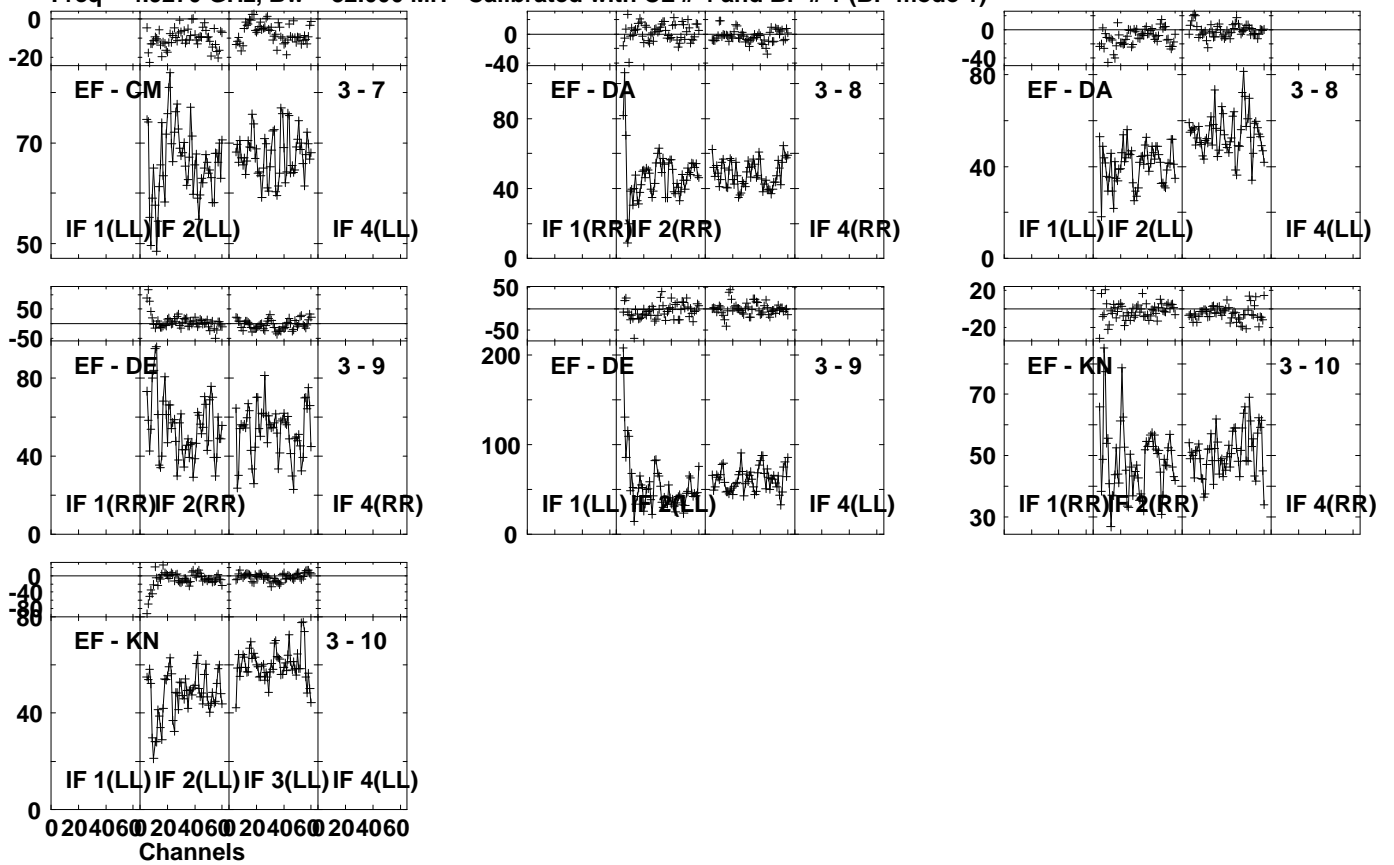 0
-20
EF - CM 3 - 7
70
IF 1(LL) IF 2(LL) IF 4(LL)
50
0
-40
EF - DA 3 - 8
80
40
IF 1(RR) IF 2(RR) IF 4(RR)
0
0
-40
80
EF - DA 3 - 8
40
IF 1(LL) IF 2(LL) IF 4(LL)
0
50
-50
EF - DE 3 - 9
80
40
IF 1(RR) IF 2(RR) IF 4(RR)
0
50
-50
200
EF - DE 3 - 9
100
IF 1(LL) IF 2(LL) IF 4(LL)
0
20
-20
EF - KN 3 - 10
70
50
IF 1(RR) IF 2(RR) IF 4(RR)
30
0
-40
-80
80
EF - KN 3 - 10
40
IF 1(LL) IF 2(LL) IF 3(LL) IF 4(LL)
0
0 20 40 60 0 20 40 60 0 20 40 60 0 20 40 60
Channels